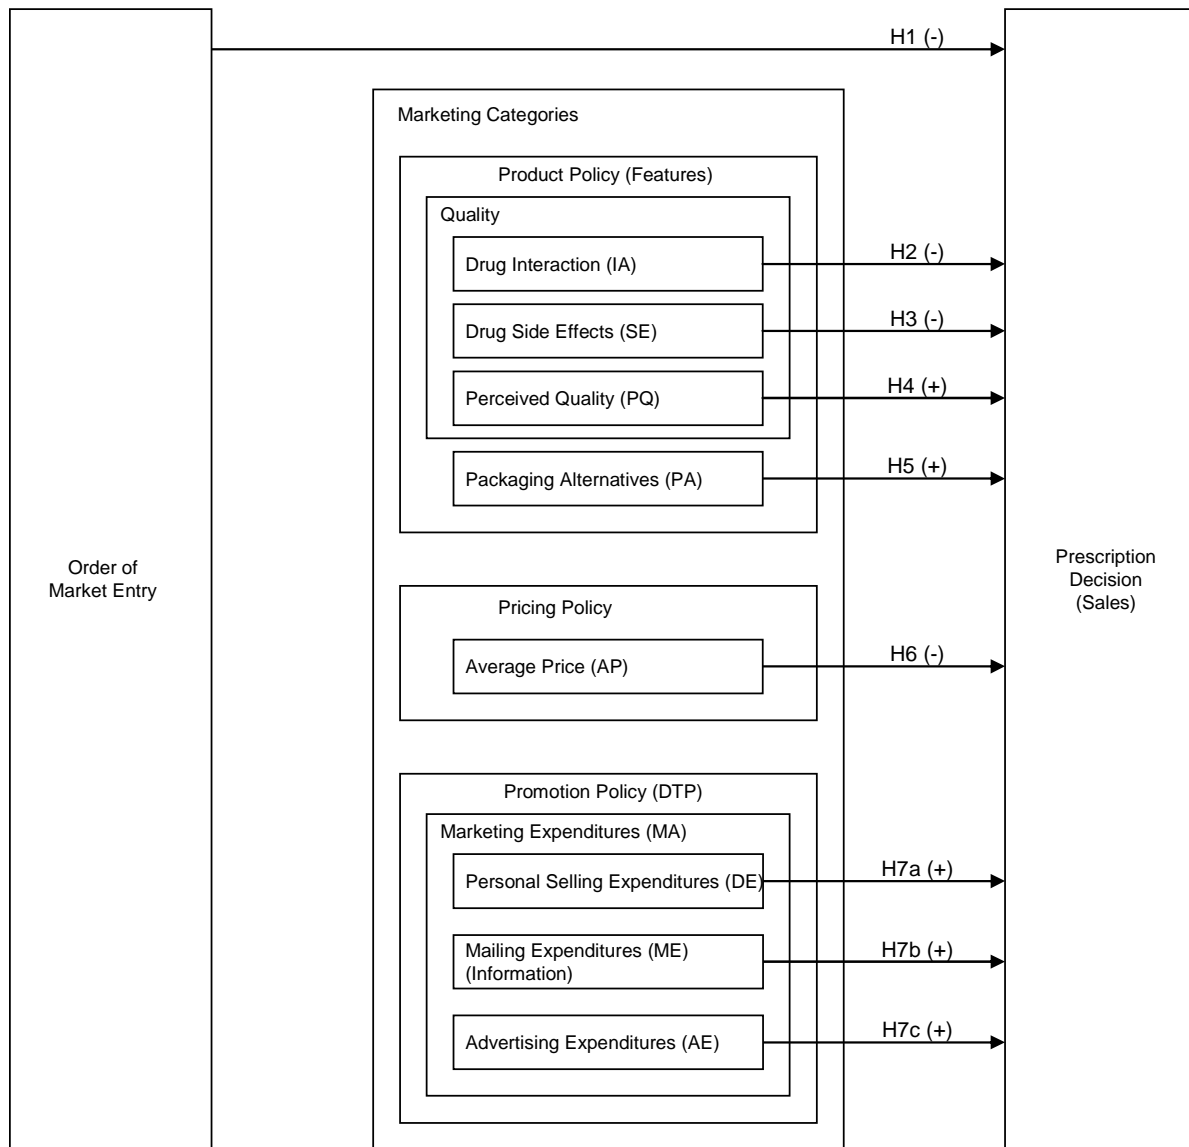 H1 (-)
Marketing Categories
Product Policy (Features)
Quality
Drug Interaction (IA)
H2 (-)
Drug Side Effects (SE)
H3 (-)
Perceived Quality (PQ)
H4 (+)
Packaging Alternatives (PA)
H5 (+)
Order of
Market Entry
Prescription
Decision
(Sales)
Pricing Policy
Average Price (AP)
H6 (-)
Promotion Policy (DTP)
Marketing Expenditures (MA)
Personal Selling Expenditures (DE)
H7a (+)
Mailing Expenditures (ME)
(Information)
H7b (+)
Advertising Expenditures (AE)
H7c (+)